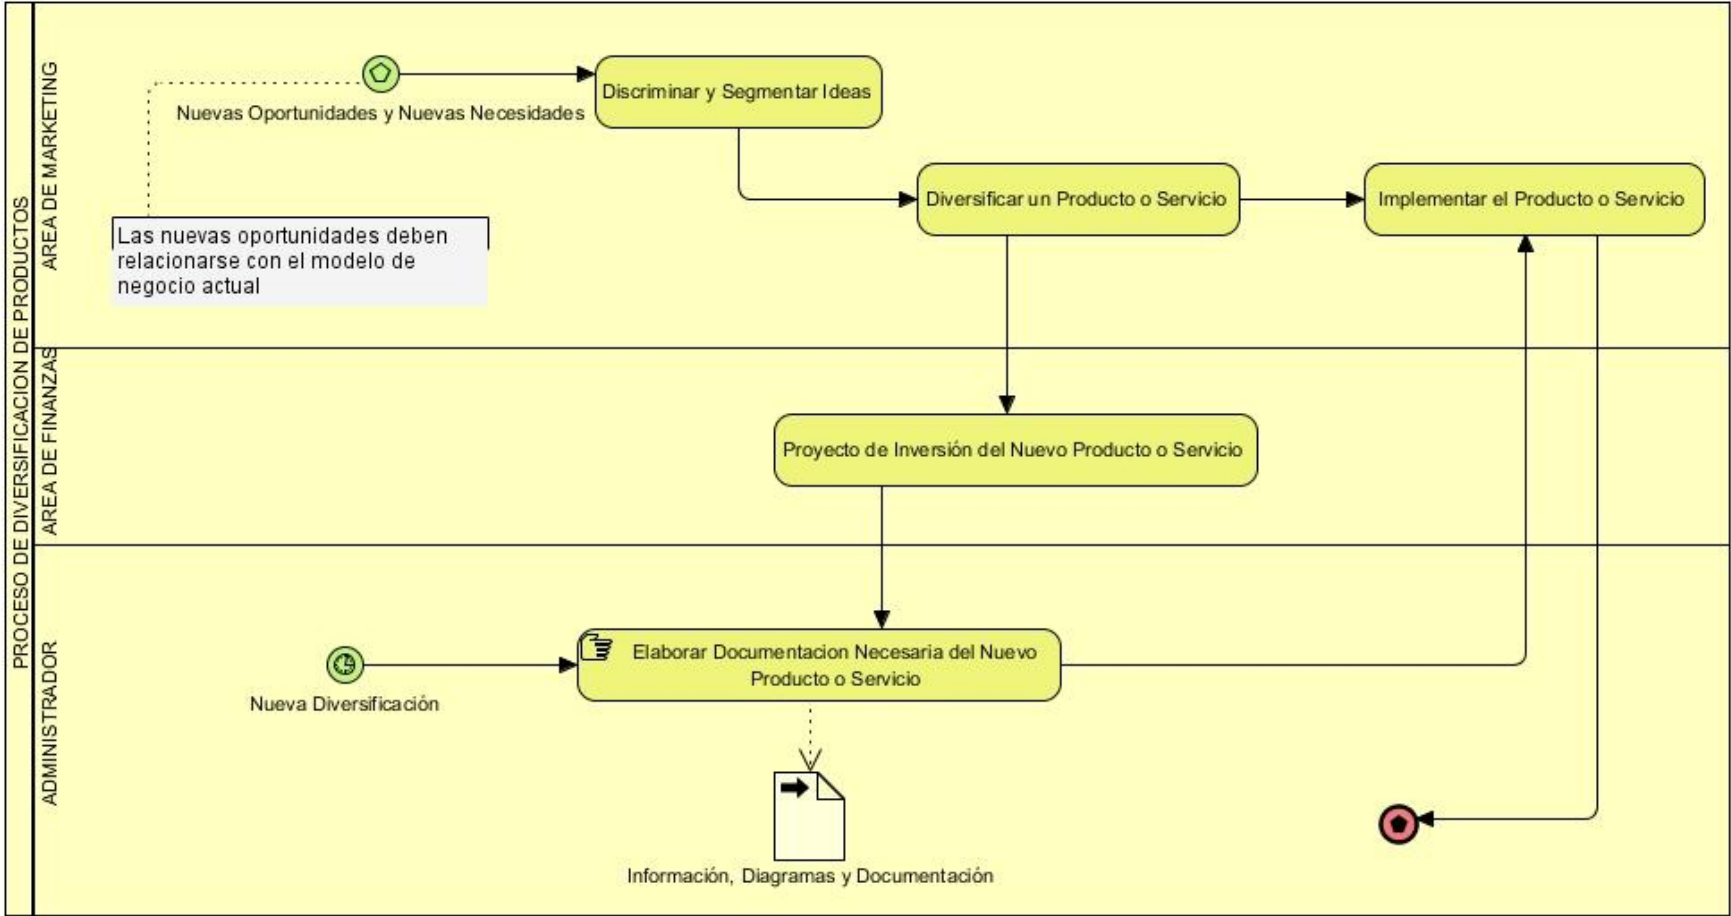 PROCESO DE DIVERSIFICACION DE PRODUCTOS
AREA DE MARKETING
Nuevas Oportunidades y Nuevas Necesidades
Discriminar y Segmentar Ideas
Diversificar un Producto o Servicio
Implementar el Producto o Servicio
Las nuevas oportunidades deben
relacionarse con el modelo de
negocio actual
AREA DE FINANZAS
Proyecto de Inversión del Nuevo Producto o Servicio
ADMINISTRADOR
Nueva Diversificación
Elaborar Documentacion Necesaria del Nuevo
Producto o Servicio
Información, Diagramas y Documentación